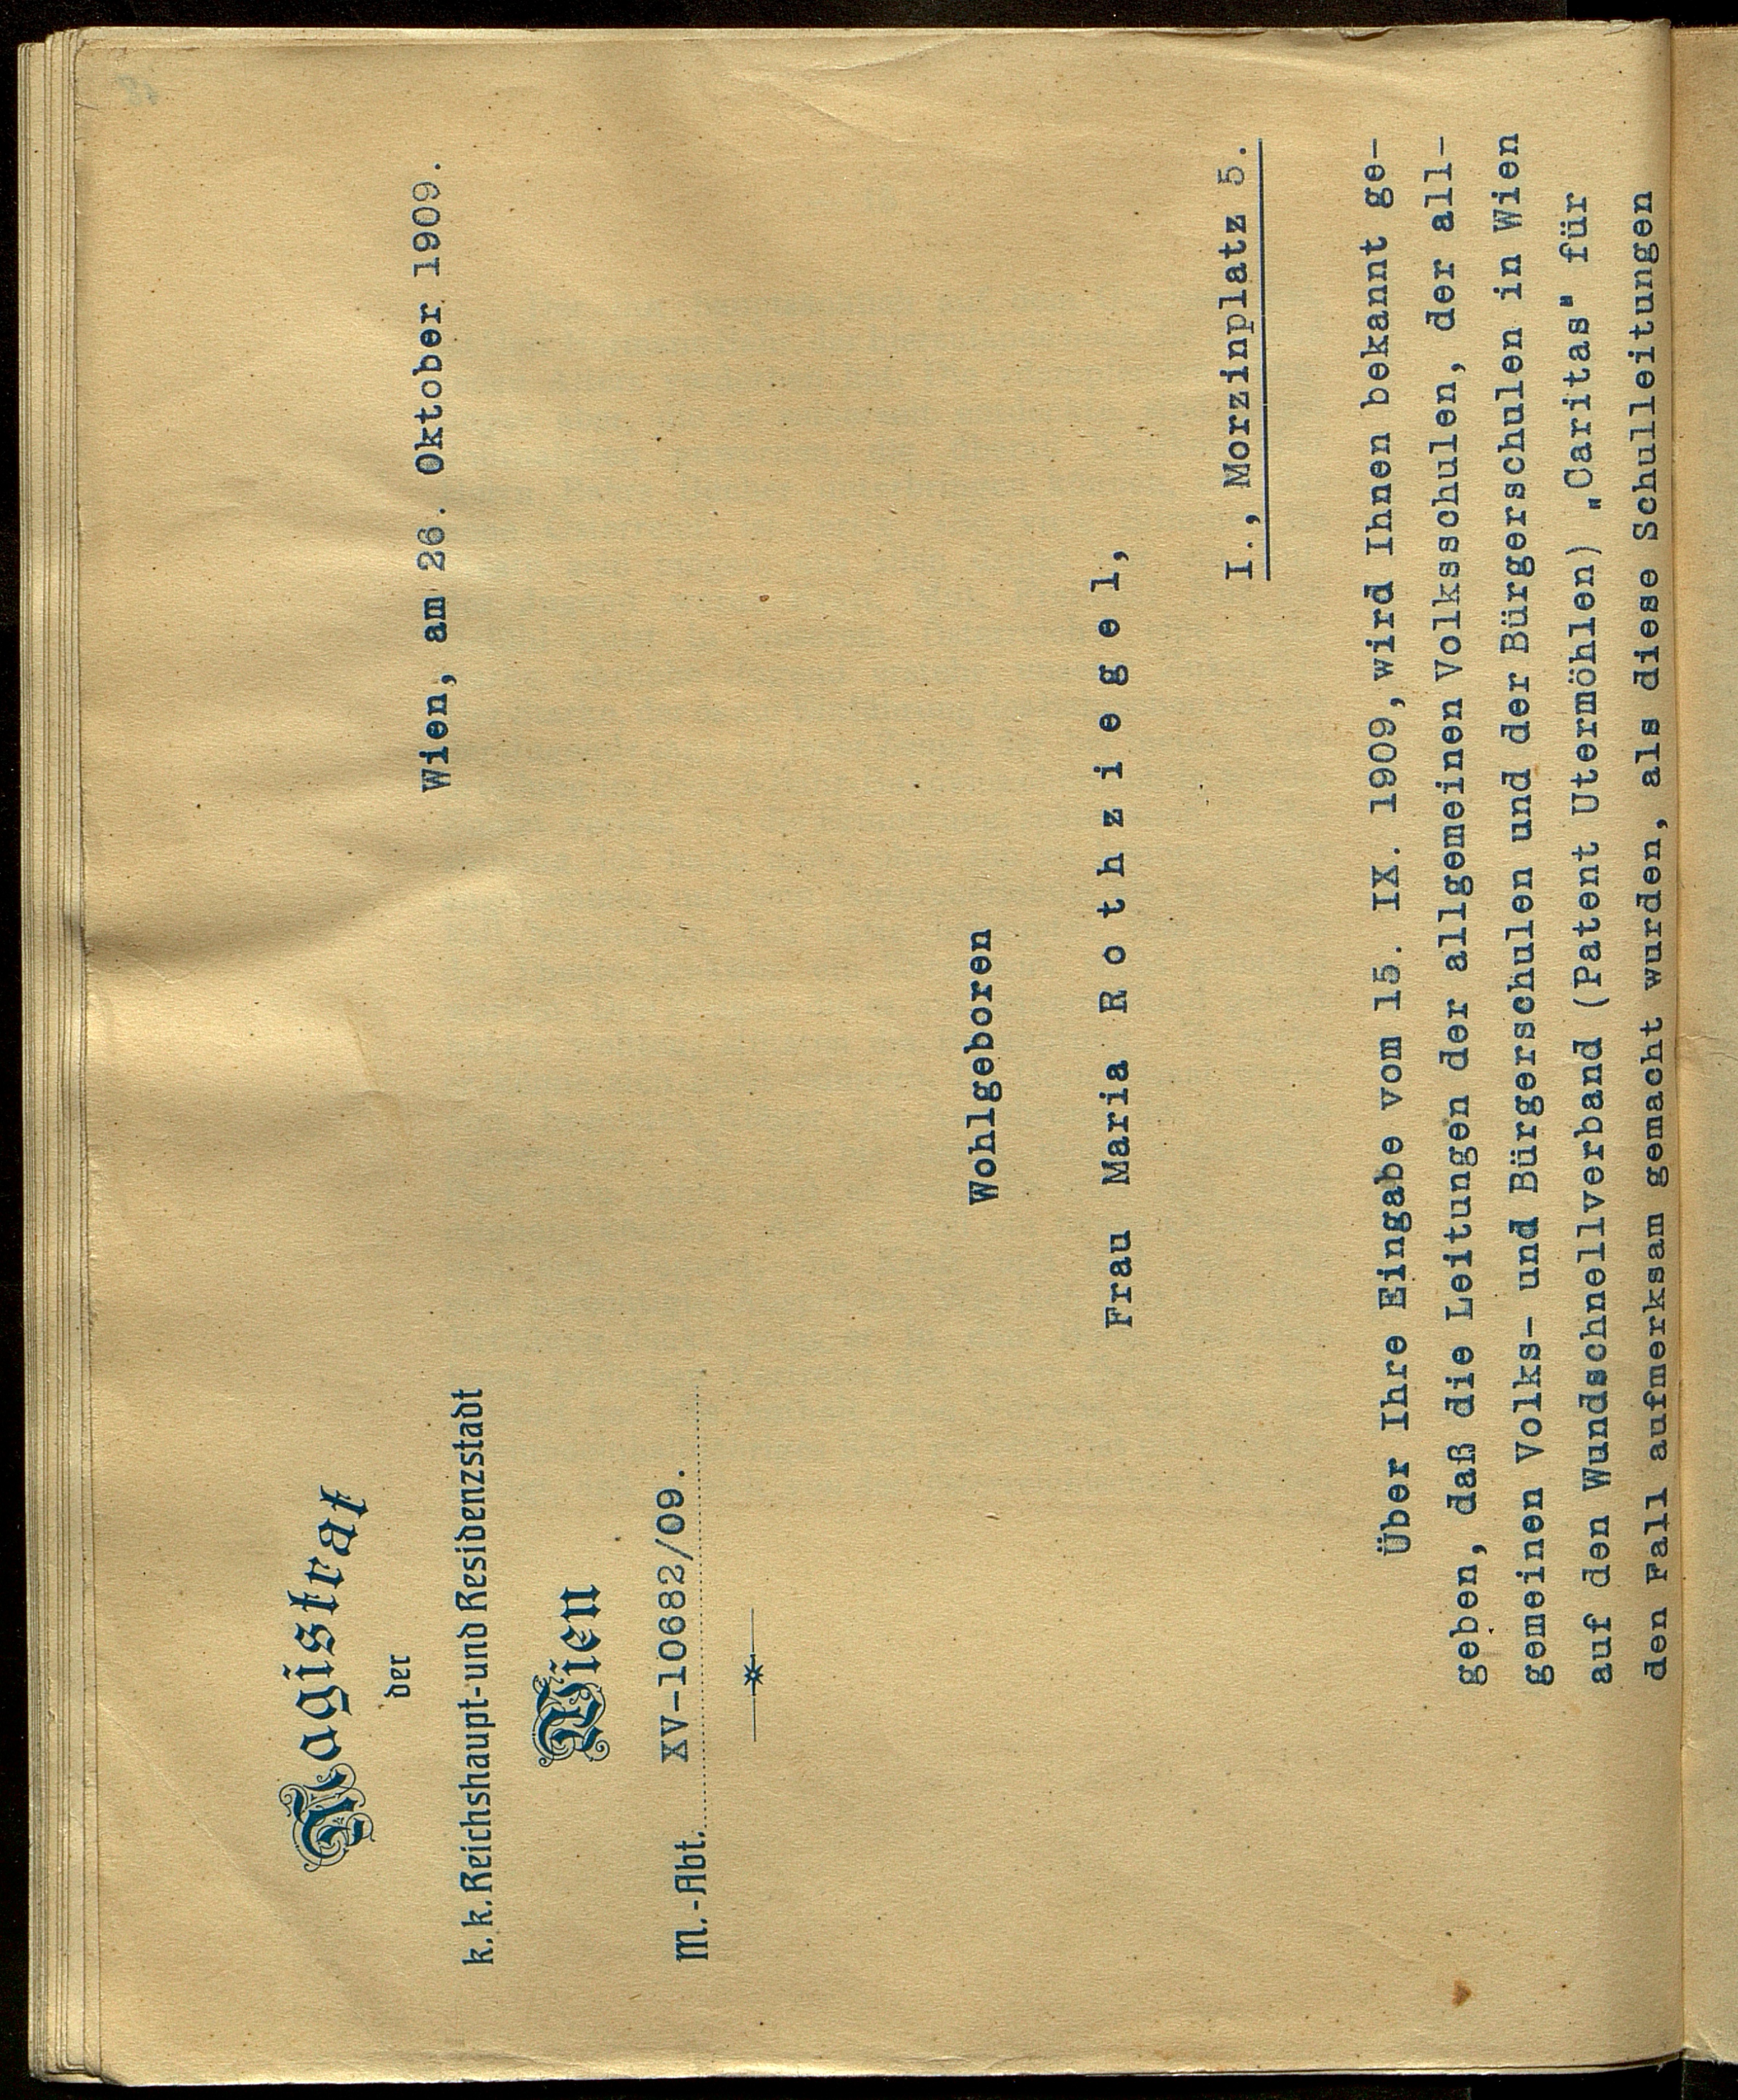 Magistrat
der
k. k. Reichshaupt-und Residenzstadt
Wien
M.-Abt. XV-10682/09.
Wien, am 26. Oktober 1909.
Wohlgeboren
Frau Maria Rothziegel,
I., Morzinplatz 5.
Über Ihre Eingabe vom 15. IX. 1909, wird Ihnen bekannt ge-
geben, daß die Leitungen der allgemeinen Volksschulen, der all-
gemeinen Volks- und Bürgerschulen und der Bürgerschulen in Wien
auf den Wundschnellverband (Patent Utermöhlen) „Caritas" für
den Fall aufmerksam gemacht wurden, als diese Schulleitungen